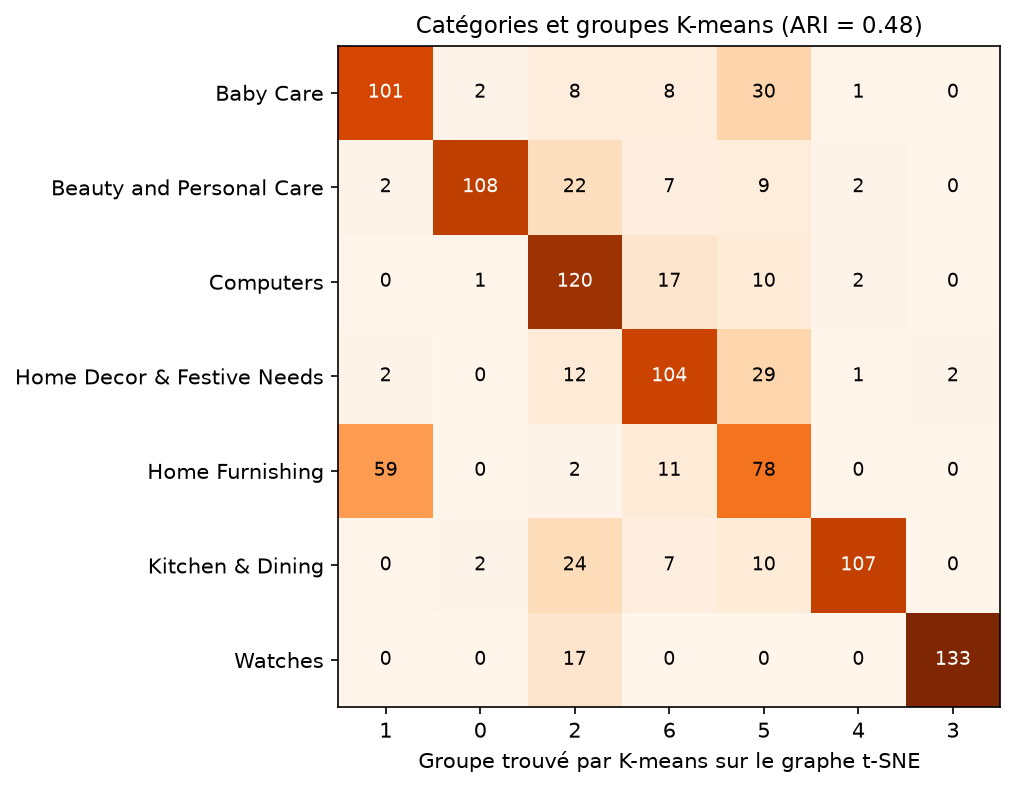 Catégories et groupes K-means (ARI = 0.48)
Baby Care 101 2 8 8 30 1 0
Beauty and Personal Care 2 108 22 7 9 2 0
Computers 0 1 120 17 10 2 0
Home Decor & Festive Needs 2 0 12 104 29 1 2
Home Furnishing 59 0 2 11 78 0 0
Kitchen & Dining 0 2 24 7 10 107 0
Watches 0 0 17 0 0 0 133
1 0 2 6 5 4 3
Groupe trouvé par K-means sur le graphe t-SNE